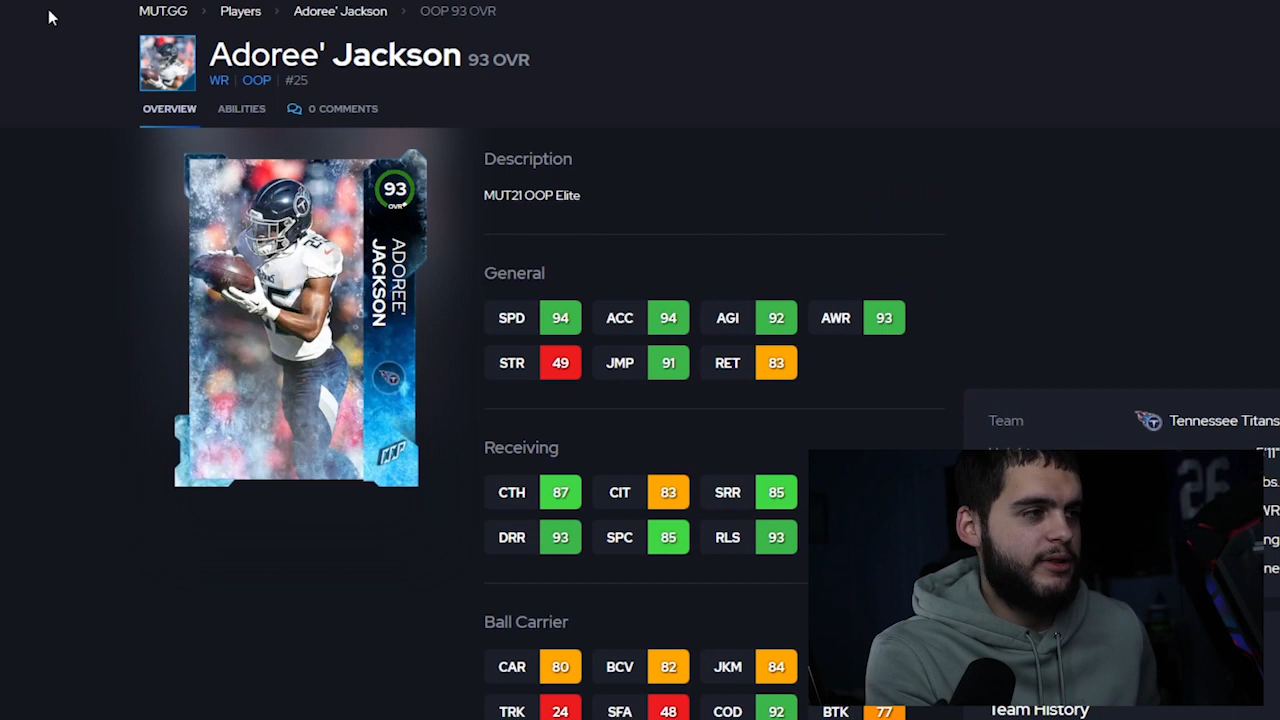 MUT.GG > Players > Adoree' Jackson > OOP 93 OVR
Adoree' Jackson 93 OVR
WR | OOP | #25
OVERVIEW ABILITIES 0 COMMENTS
93
OVR
ADOREE'
JACKSON
Description
MUT21 OOP Elite
General
SPD 94 ACC 94 AGI 92 AWR 93
STR 49 JMP 91 RET 83
Receiving
CTH 87 CIT 83 SRR 85
DRR 93 SPC 85 RLS 93
Ball Carrier
CAR 80 BCV 82 JKM 84
TRK 24 SFA 48 COD 92 BTK 77
Team Tennessee Titans
26
Team History